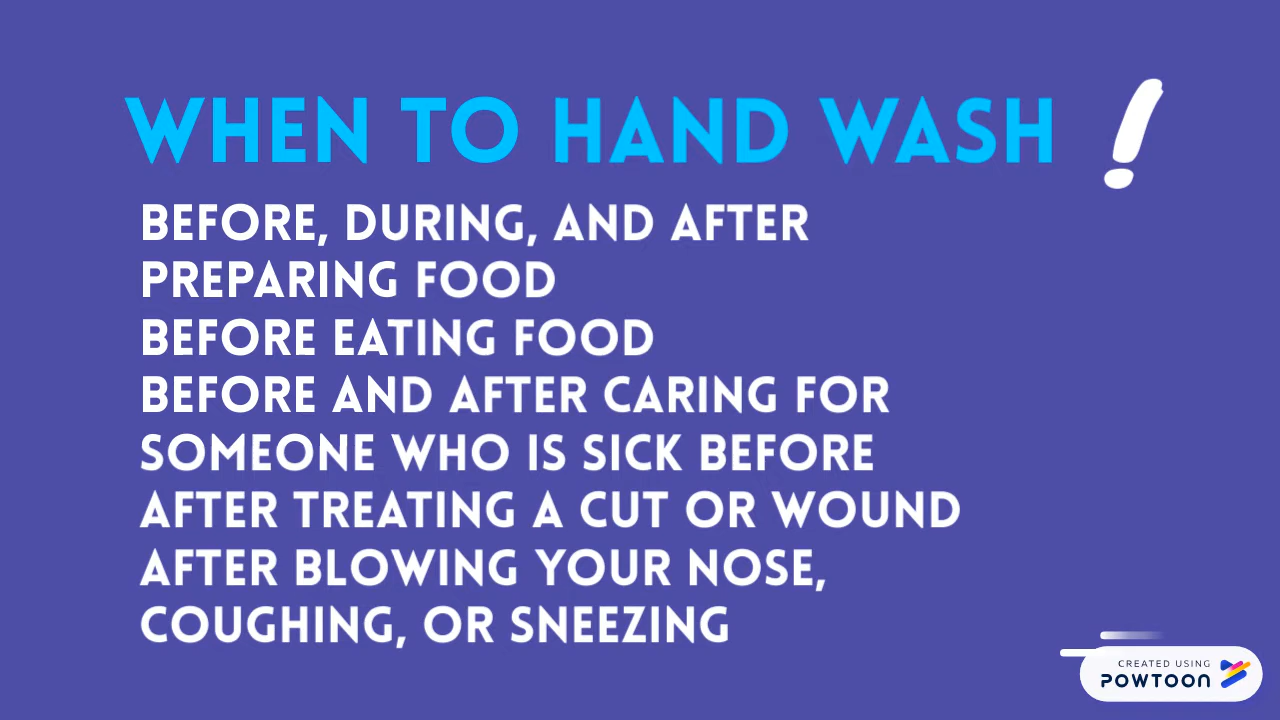 WHEN TO HAND WASH !
BEFORE, DURING, AND AFTER
PREPARING FOOD
BEFORE EATING FOOD
BEFORE AND AFTER CARING FOR
SOMEONE WHO IS SICK BEFORE
AFTER TREATING A CUT OR WOUND
AFTER BLOWING YOUR NOSE,
COUGHING, OR SNEEZING
CREATED USING
POWTOON